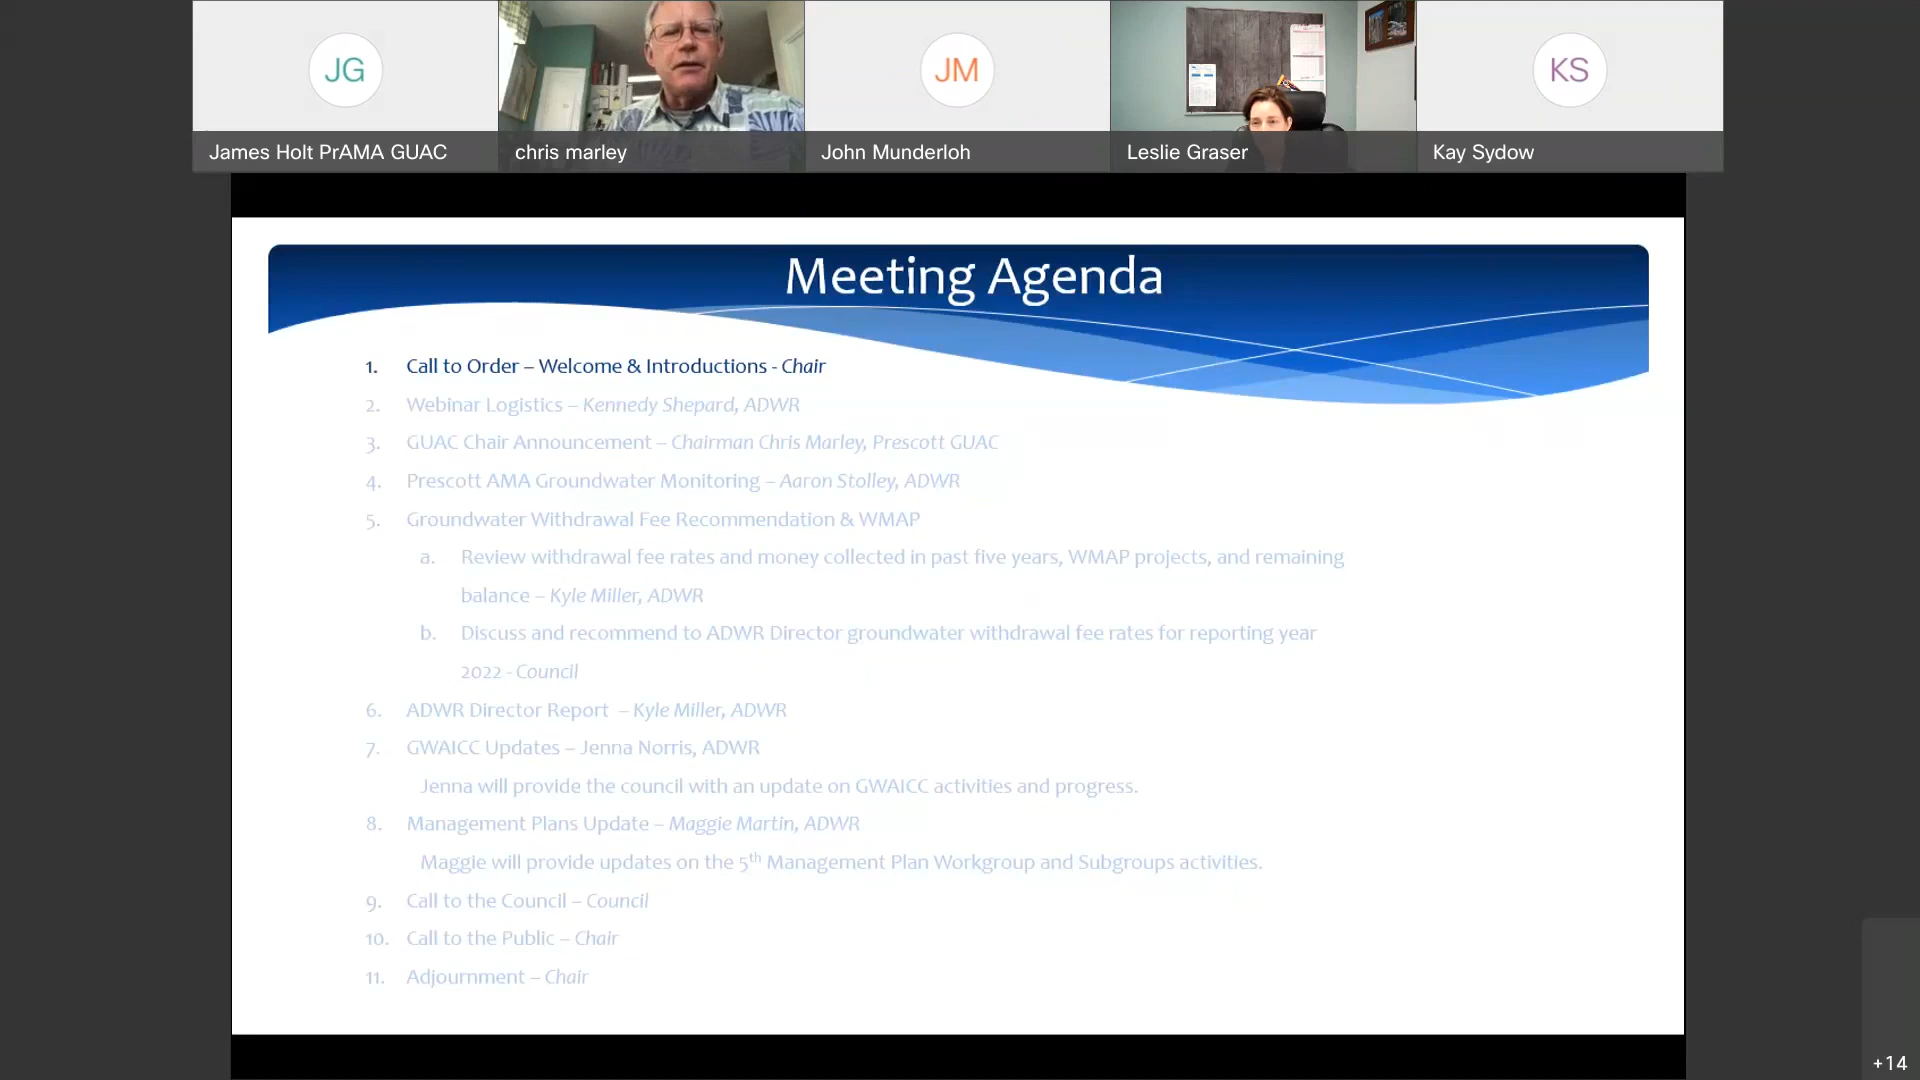 JG
JM
KS
James Holt PrAMA GUAC
chris marley
John Munderloh
Leslie Graser
Kay Sydow
Meeting Agenda
1. Call to Order – Welcome & Introductions - Chair
2. Webinar Logistics – Kennedy Shepard, ADWR
3. GUAC Chair Announcement – Chairman Chris Marley, Prescott GUAC
4. Prescott AMA Groundwater Monitoring – Aaron Stolley, ADWR
5. Groundwater Withdrawal Fee Recommendation & WMAP
a. Review withdrawal fee rates and money collected in past five years, WMAP projects, and remaining
balance – Kyle Miller, ADWR
b. Discuss and recommend to ADWR Director groundwater withdrawal fee rates for reporting year
2022 - Council
6. ADWR Director Report – Kyle Miller, ADWR
7. GWAICC Updates – Jenna Norris, ADWR
Jenna will provide the council with an update on GWAICC activities and progress.
8. Management Plans Update – Maggie Martin, ADWR
Maggie will provide updates on the 5th Management Plan Workgroup and Subgroups activities.
9. Call to the Council – Council
10. Call to the Public – Chair
11. Adjournment – Chair
+14